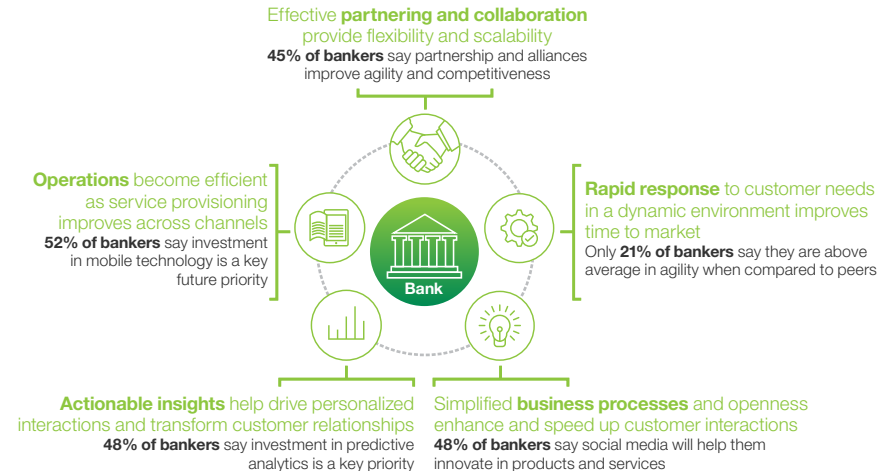 Effective partnering and collaboration
provide flexibility and scalability
45% of bankers say partnership and alliances
improve agility and competitiveness
Operations become efficient
as service provisioning
improves across channels
52% of bankers say investment
in mobile technology is a key
future priority
Rapid response to customer needs
in a dynamic environment improves
time to market
Only 21% of bankers say they are above
average in agility when compared to peers
Bank
Actionable insights help drive personalized
interactions and transform customer relationships
48% of bankers say investment in predictive
analytics is a key priority
Simplified business processes and openness
enhance and speed up customer interactions
48% of bankers say social media will help them
innovate in products and services